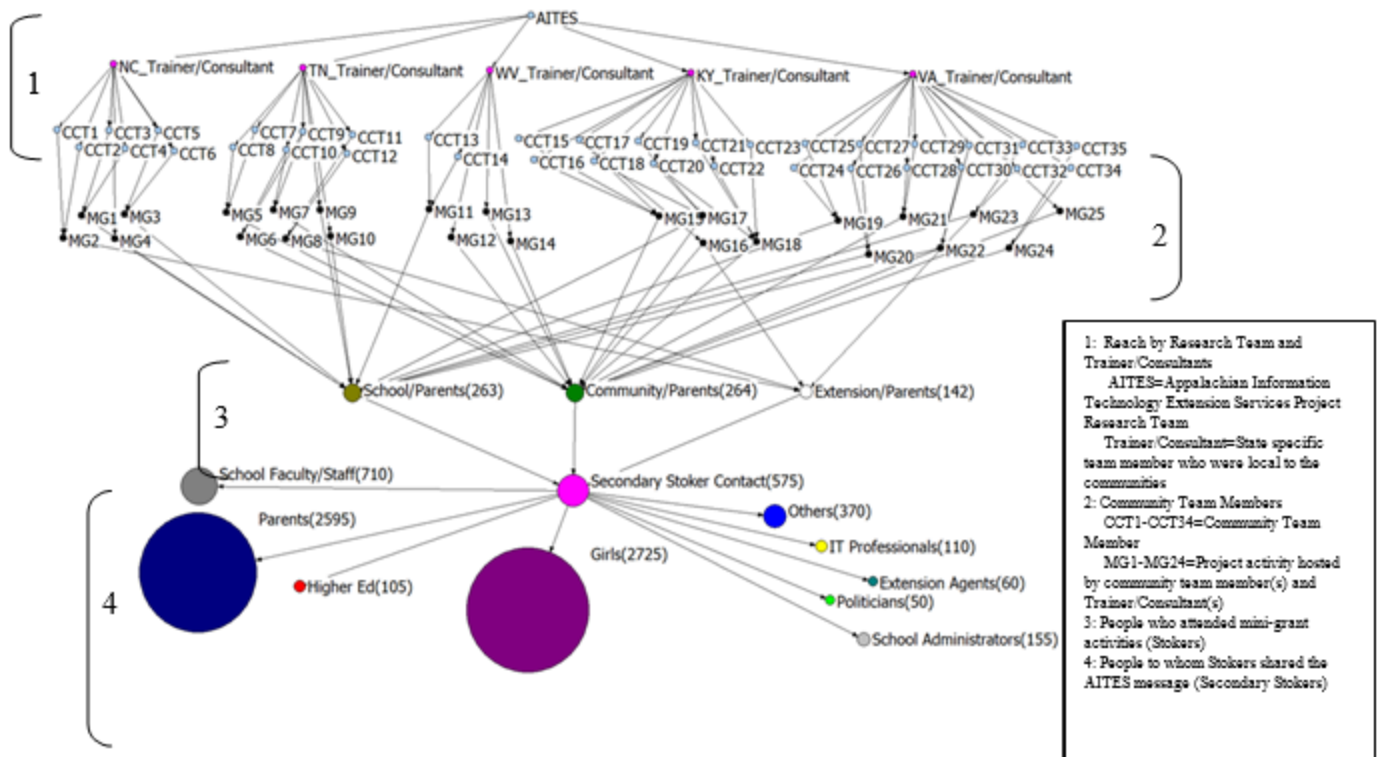 AITES
1
NC_Trainer/Consultant
TN_Trainer/Consultant
WV_Trainer/Consultant
KY_Trainer/Consultant
VA_Trainer/Consultant
CCT1
CCT3
CCT5
CCT2
CCT4
CCT6
CCT7
CCT9
CCT11
CCT8
CCT10
CCT12
CCT13
CCT14
CCT15
CCT17
CCT19
CCT21
CCT23
CCT16
CCT18
CCT20
CCT22
CCT25
CCT27
CCT29
CCT31
CCT33
CCT35
CCT24
CCT26
CCT28
CCT30
CCT32
CCT34
MG1
MG3
MG2
MG4
MG5
MG7
MG9
MG6
MG8
MG10
MG11
MG13
MG12
MG14
MG15
MG17
MG16
MG18
MG19
MG21
MG23
MG25
MG20
MG22
MG24
2
School/Parents(263)
Community/Parents(264)
Extension/Parents(142)
3
School Faculty/Staff(710)
Secondary Stoker Contact(575)
4
Parents(2595)
Higher Ed(105)
Girls(2725)
Others(370)
IT Professionals(110)
Extension Agents(60)
Politicians(50)
School Administrators(155)
1: Reach by Research Team and
Trainer/Consultants
AITES=Appalachian Information
Technology Extension Services Project
Research Team
Trainer/Consultant=State specific
team member who were local to the
communities
2: Community Team Members
CCT1-CCT34=Community Team
Member
MG1-MG24=Project activity hosted
by community team member(s) and
Trainer/Consultant(s)
3: People who attended mini-grant
activities (Stokers)
4: People to whom Stokers shared the
AITES message (Secondary Stokers)